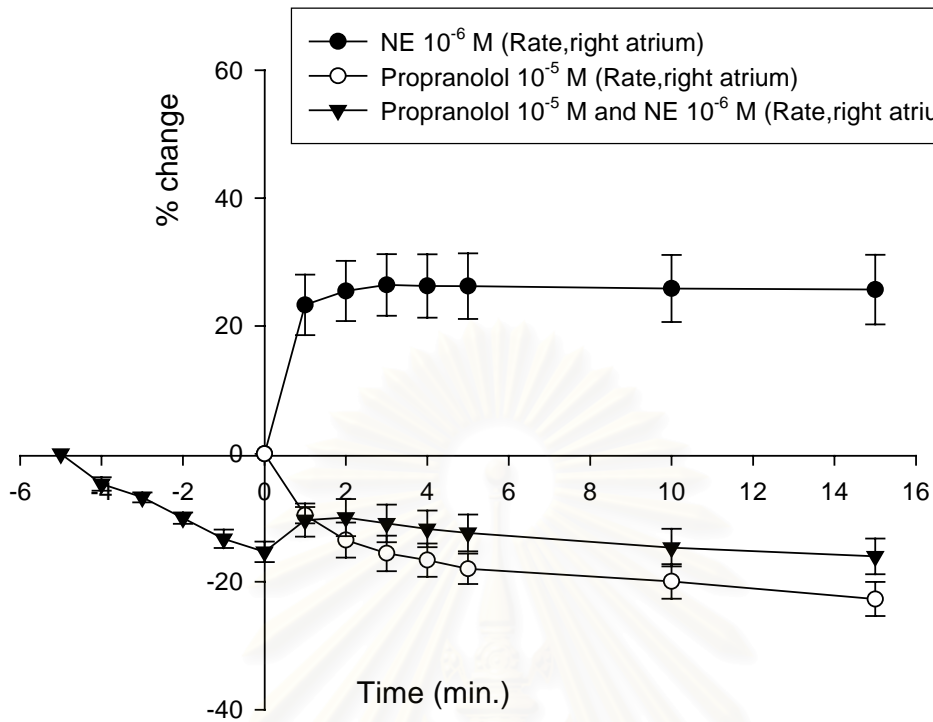 NE 10⁻⁶ M (Rate,right atrium)
Propranolol 10⁻⁵ M (Rate,right atrium)
Propranolol 10⁻⁵ M and NE 10⁻⁶ M (Rate,right atriu
% change
60
40
20
0
-6 -4 -2 0 2 4 6 8 10 12 14 16
-20
-40
Time (min.)